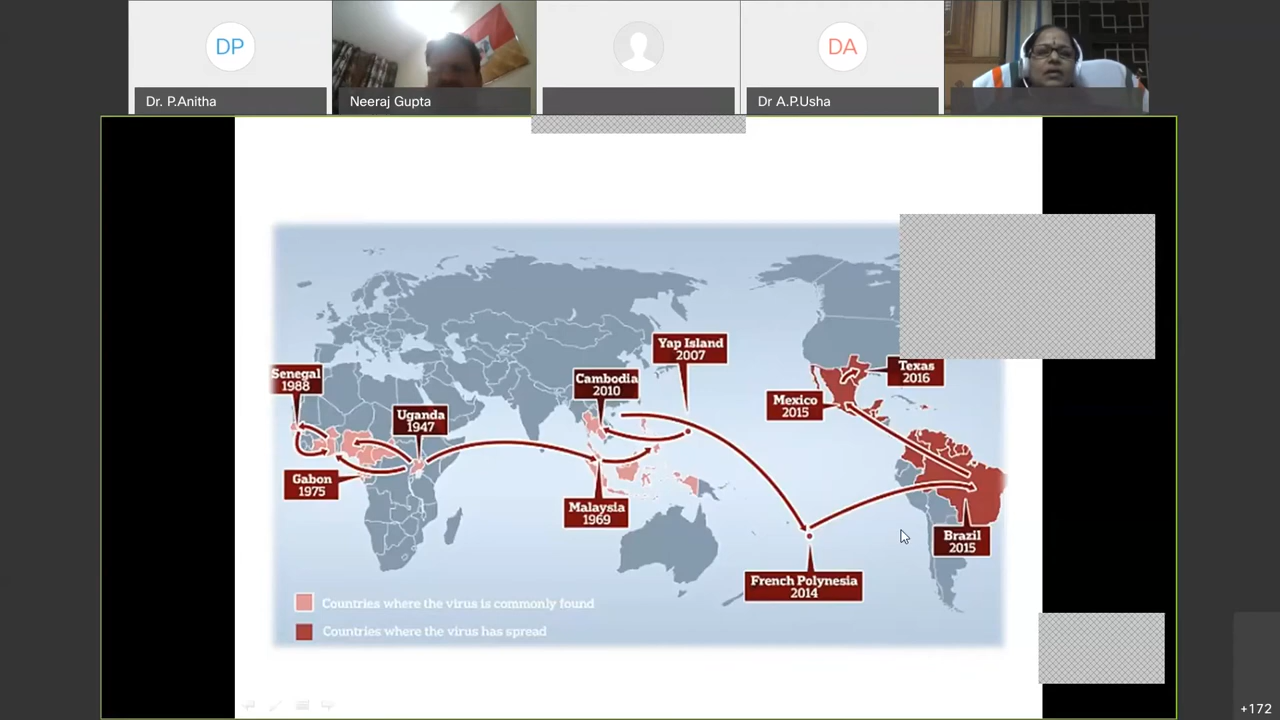 DP
DA
Dr. P.Anitha
Neeraj Gupta
Dr A.P.Usha
Yap Island
2007
Senegal
1988
Cambodia
2010
Texas
2016
Mexico
2015
Uganda
1947
Gabon
1975
Malaysia
1969
Brazil
2015
French Polynesia
2014
Countries where the virus is commonly found
Countries where the virus has spread
+172